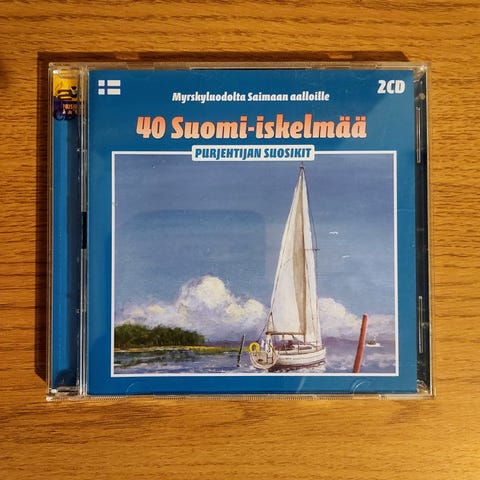 Myrskyluodolta Saimaan aalloille
2CD
40 Suomi-iskelmää
PURJEHTIJAN SUOSIKIT